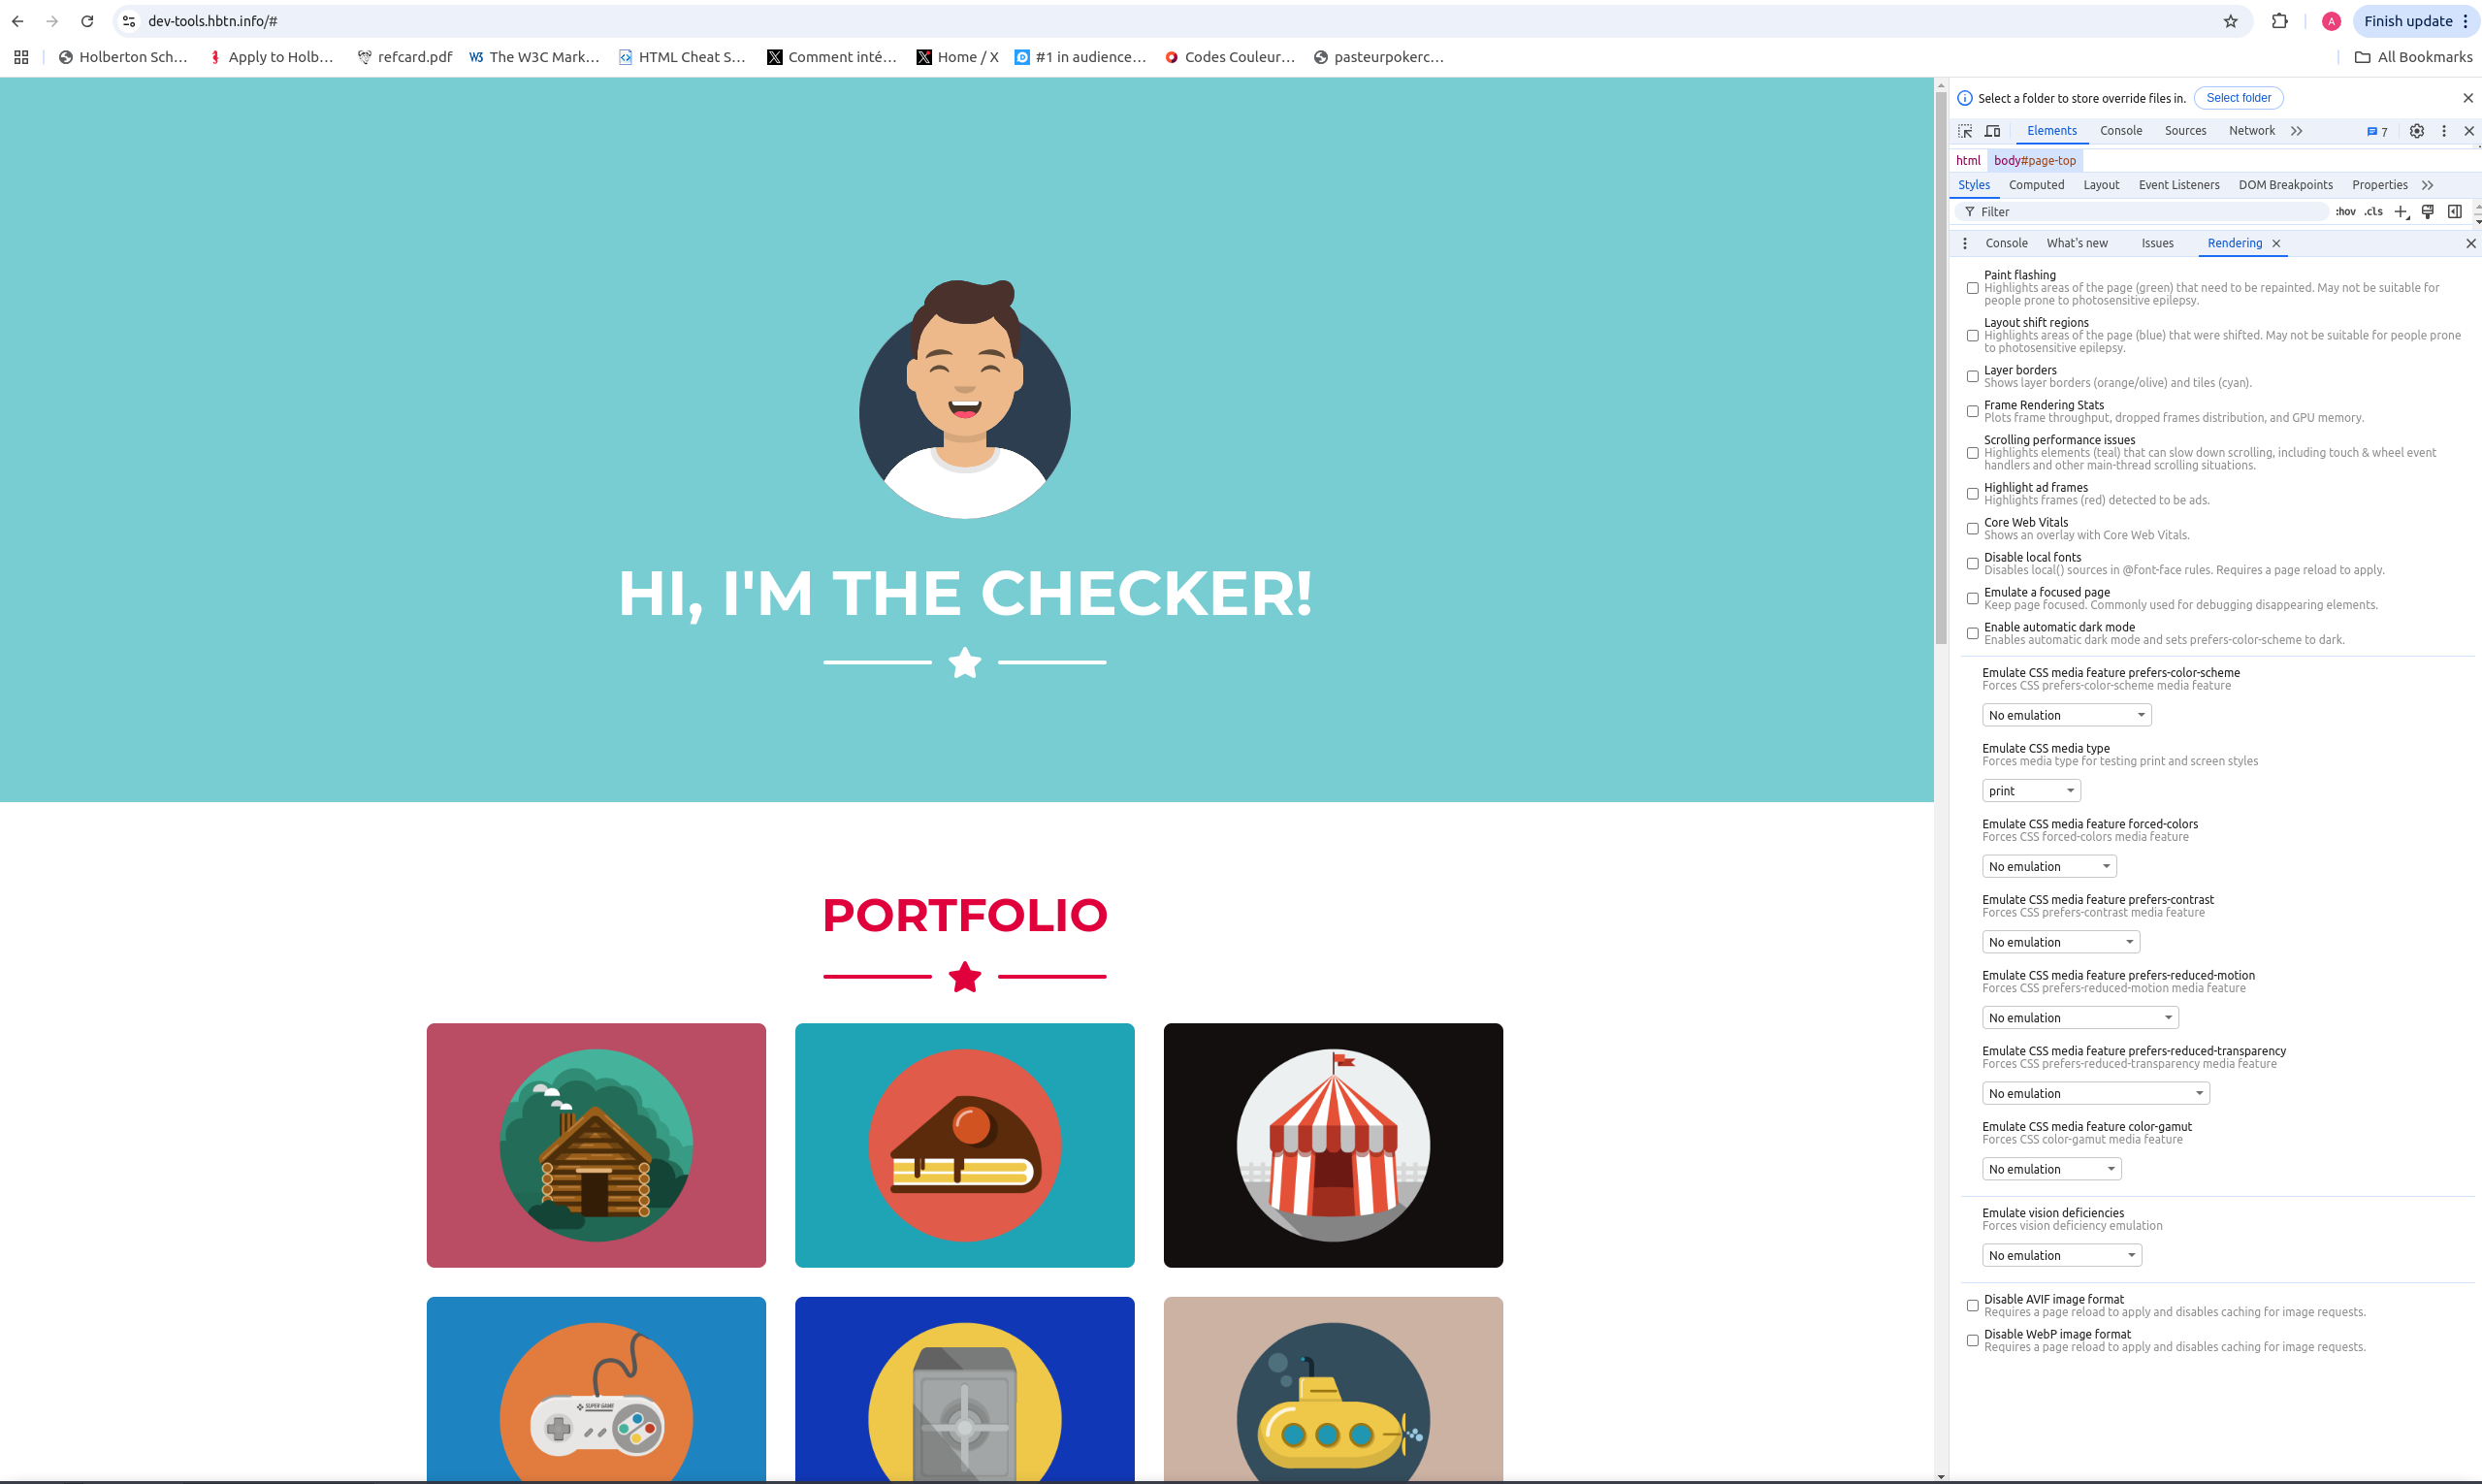 dev-tools.hbtn.info/#
A
Finish update
Holberton Sch...
Apply to Holb...
refcard.pdf
W3 The W3C Mark...
HTML Cheat S...
Comment inté...
Home / X
#1 in audience...
Codes Couleur...
pasteurpokerc...
All Bookmarks
Select a folder to store override files in.
Select folder
Elements
Console
Sources
Network
7
html
body#page-top
Styles
Computed
Layout
Event Listeners
DOM Breakpoints
Properties
Filter
:hov
.cls
Console
What's new
Issues
Rendering
Paint flashing
Highlights areas of the page (green) that need to be repainted. May not be suitable for
people prone to photosensitive epilepsy.
Layout shift regions
Highlights areas of the page (blue) that were shifted. May not be suitable for people prone
to photosensitive epilepsy.
Layer borders
Shows layer borders (orange/olive) and tiles (cyan).
Frame Rendering Stats
Plots frame throughput, dropped frames distribution, and GPU memory.
Scrolling performance issues
Highlights elements (teal) that can slow down scrolling, including touch & wheel event
handlers and other main-thread scrolling situations.
Highlight ad frames
Highlights frames (red) detected to be ads.
Core Web Vitals
Shows an overlay with Core Web Vitals.
Disable local fonts
Disables local() sources in @font-face rules. Requires a page reload to apply.
Emulate a focused page
Keep page focused. Commonly used for debugging disappearing elements.
Enable automatic dark mode
Enables automatic dark mode and sets prefers-color-scheme to dark.
Emulate CSS media feature prefers-color-scheme
Forces CSS prefers-color-scheme media feature
No emulation
Emulate CSS media type
Forces media type for testing print and screen styles
print
Emulate CSS media feature forced-colors
Forces CSS forced-colors media feature
No emulation
Emulate CSS media feature prefers-contrast
Forces CSS prefers-contrast media feature
No emulation
Emulate CSS media feature prefers-reduced-motion
Forces CSS prefers-reduced-motion media feature
No emulation
Emulate CSS media feature prefers-reduced-transparency
Forces CSS prefers-reduced-transparency media feature
No emulation
Emulate CSS media feature color-gamut
Forces CSS color-gamut media feature
No emulation
Emulate vision deficiencies
Forces vision deficiency emulation
No emulation
Disable AVIF image format
Requires a page reload to apply and disables caching for image requests.
Disable WebP image format
Requires a page reload to apply and disables caching for image requests.
HI, I'M THE CHECKER!
PORTFOLIO
SUPER GAME